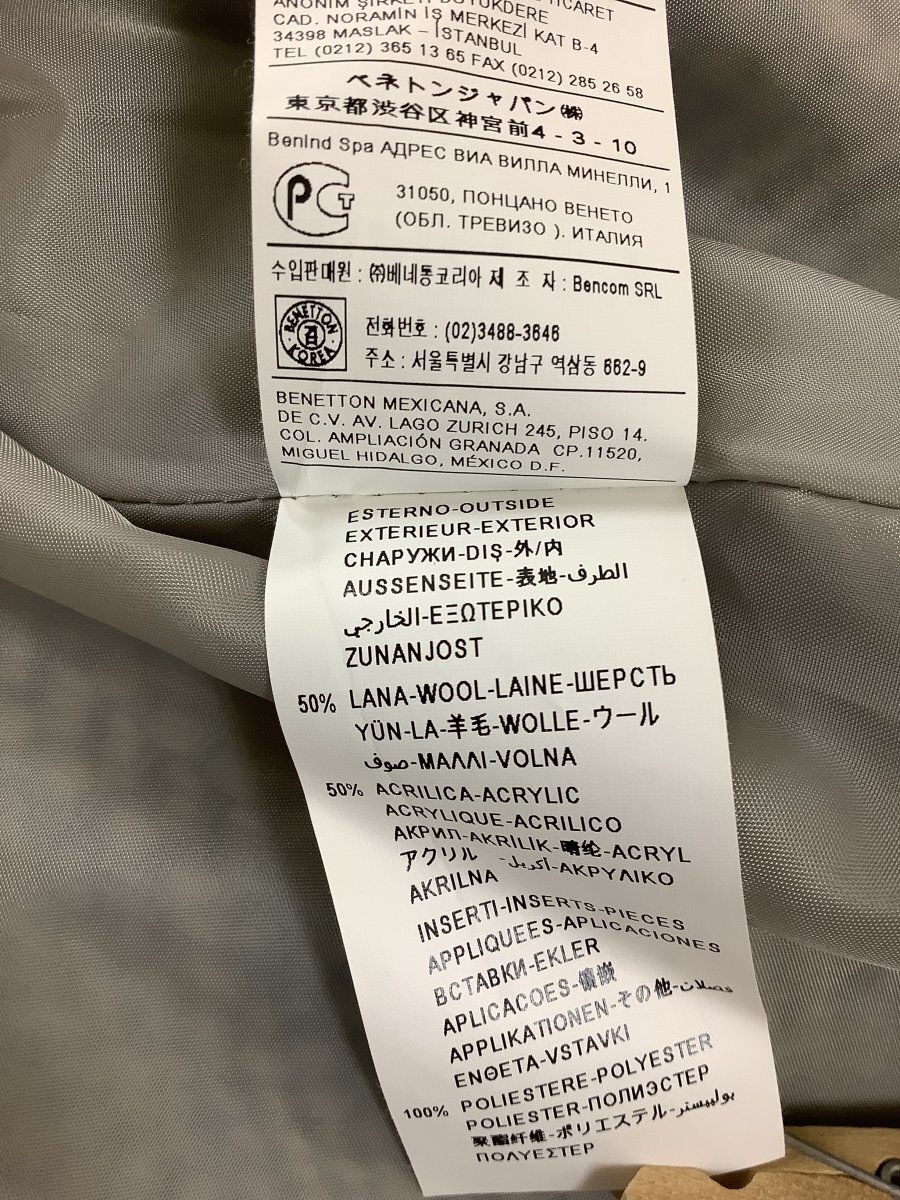 TICARET
ANONIM ŞIRKETI BÜYÜKDERE
CAD. NORAMİN İŞ MERKEZİ KAT B-4
34398 MASLAK - İSTANBUL
TEL (0212) 365 13 65 FAX (0212) 285 26 58
ベネトンジャパン㈱
東京都渋谷区神宮前4-3-10
Benind Spa АДРЕС ВИА ВИЛЛА МИНЕЛЛИ, 1
31050, ПОНЦАНО ВЕНЕТО
(ОБЛ. ТРЕВИЗО ). ИТАЛИЯ
수입판매원 : ㈜베네통코리아 제 조 자 : Bencom SRL
BENETTON KOREA
전화번호 : (02)3488-3646
주소 : 서울특별시 강남구 역삼동 662-9
BENETTON MEXICANA, S.A.
DE C.V. AV. LAGO ZURICH 245, PISO 14.
COL. AMPLIACIÓN GRANADA CP.11520,
MIGUEL HIDALGO, MÉXICO D.F.
ESTERNO-OUTSIDE
EXTERIEUR-EXTERIOR
СНАРУЖИ-DIŞ-外/内
AUSSENSEITE-表地-الطرف
الخارجي-ΕΞΩΤΕΡΙΚΟ
ZUNANJOST
50% LANA-WOOL-LAINE-ШЕРСТЬ
YÜN-LA-羊毛-WOLLE-ウール
صوف-ΜΑΛΛΙ-VOLNA
50% ACRILICA-ACRYLIC
ACRYLIQUE-ACRILICO
АКРИЛ-AKRILIK-腈纶-ACRYL
アクリル-اكريل-ΑΚΡΥΛΙΚΟ
AKRILNA
INSERTI-INSERTS-PIECES
APPLIQUEES-APLICACIONES
ВСТАВКИ-EKLER
APLICACOES-镶嵌
APPLIKATIONEN-その他-فصلات
ΕΝΘΕΤΑ-VSTAVKI
100% POLIESTERE-POLYESTER
POLIESTER-ПОЛИЭСТЕР
聚酯纤维-ポリエステル-بوليستر
ΠΟΛΥΕΣΤΕΡ